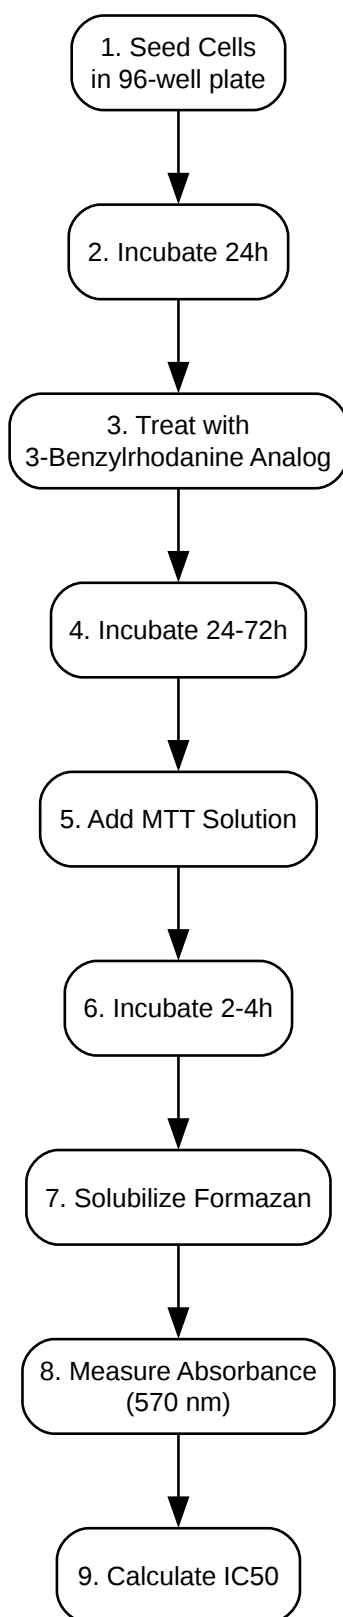 1. Seed Cells
in 96-well plate
2. Incubate 24h
3. Treat with
3-Benzylrhodanine Analog
4. Incubate 24-72h
5. Add MTT Solution
6. Incubate 2-4h
7. Solubilize Formazan
8. Measure Absorbance
(570 nm)
9. Calculate IC50